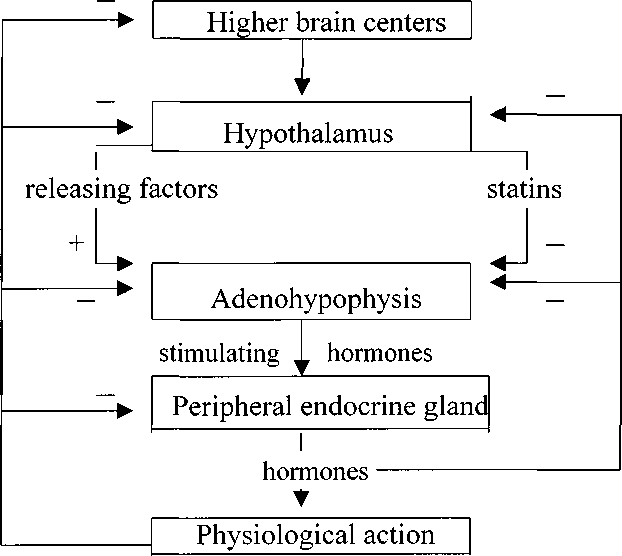 −
Higher brain centers
− −
Hypothalamus
releasing factors statins
+ −
Adenohypophysis
− −
stimulating hormones
−
Peripheral endocrine gland
hormones
Physiological action